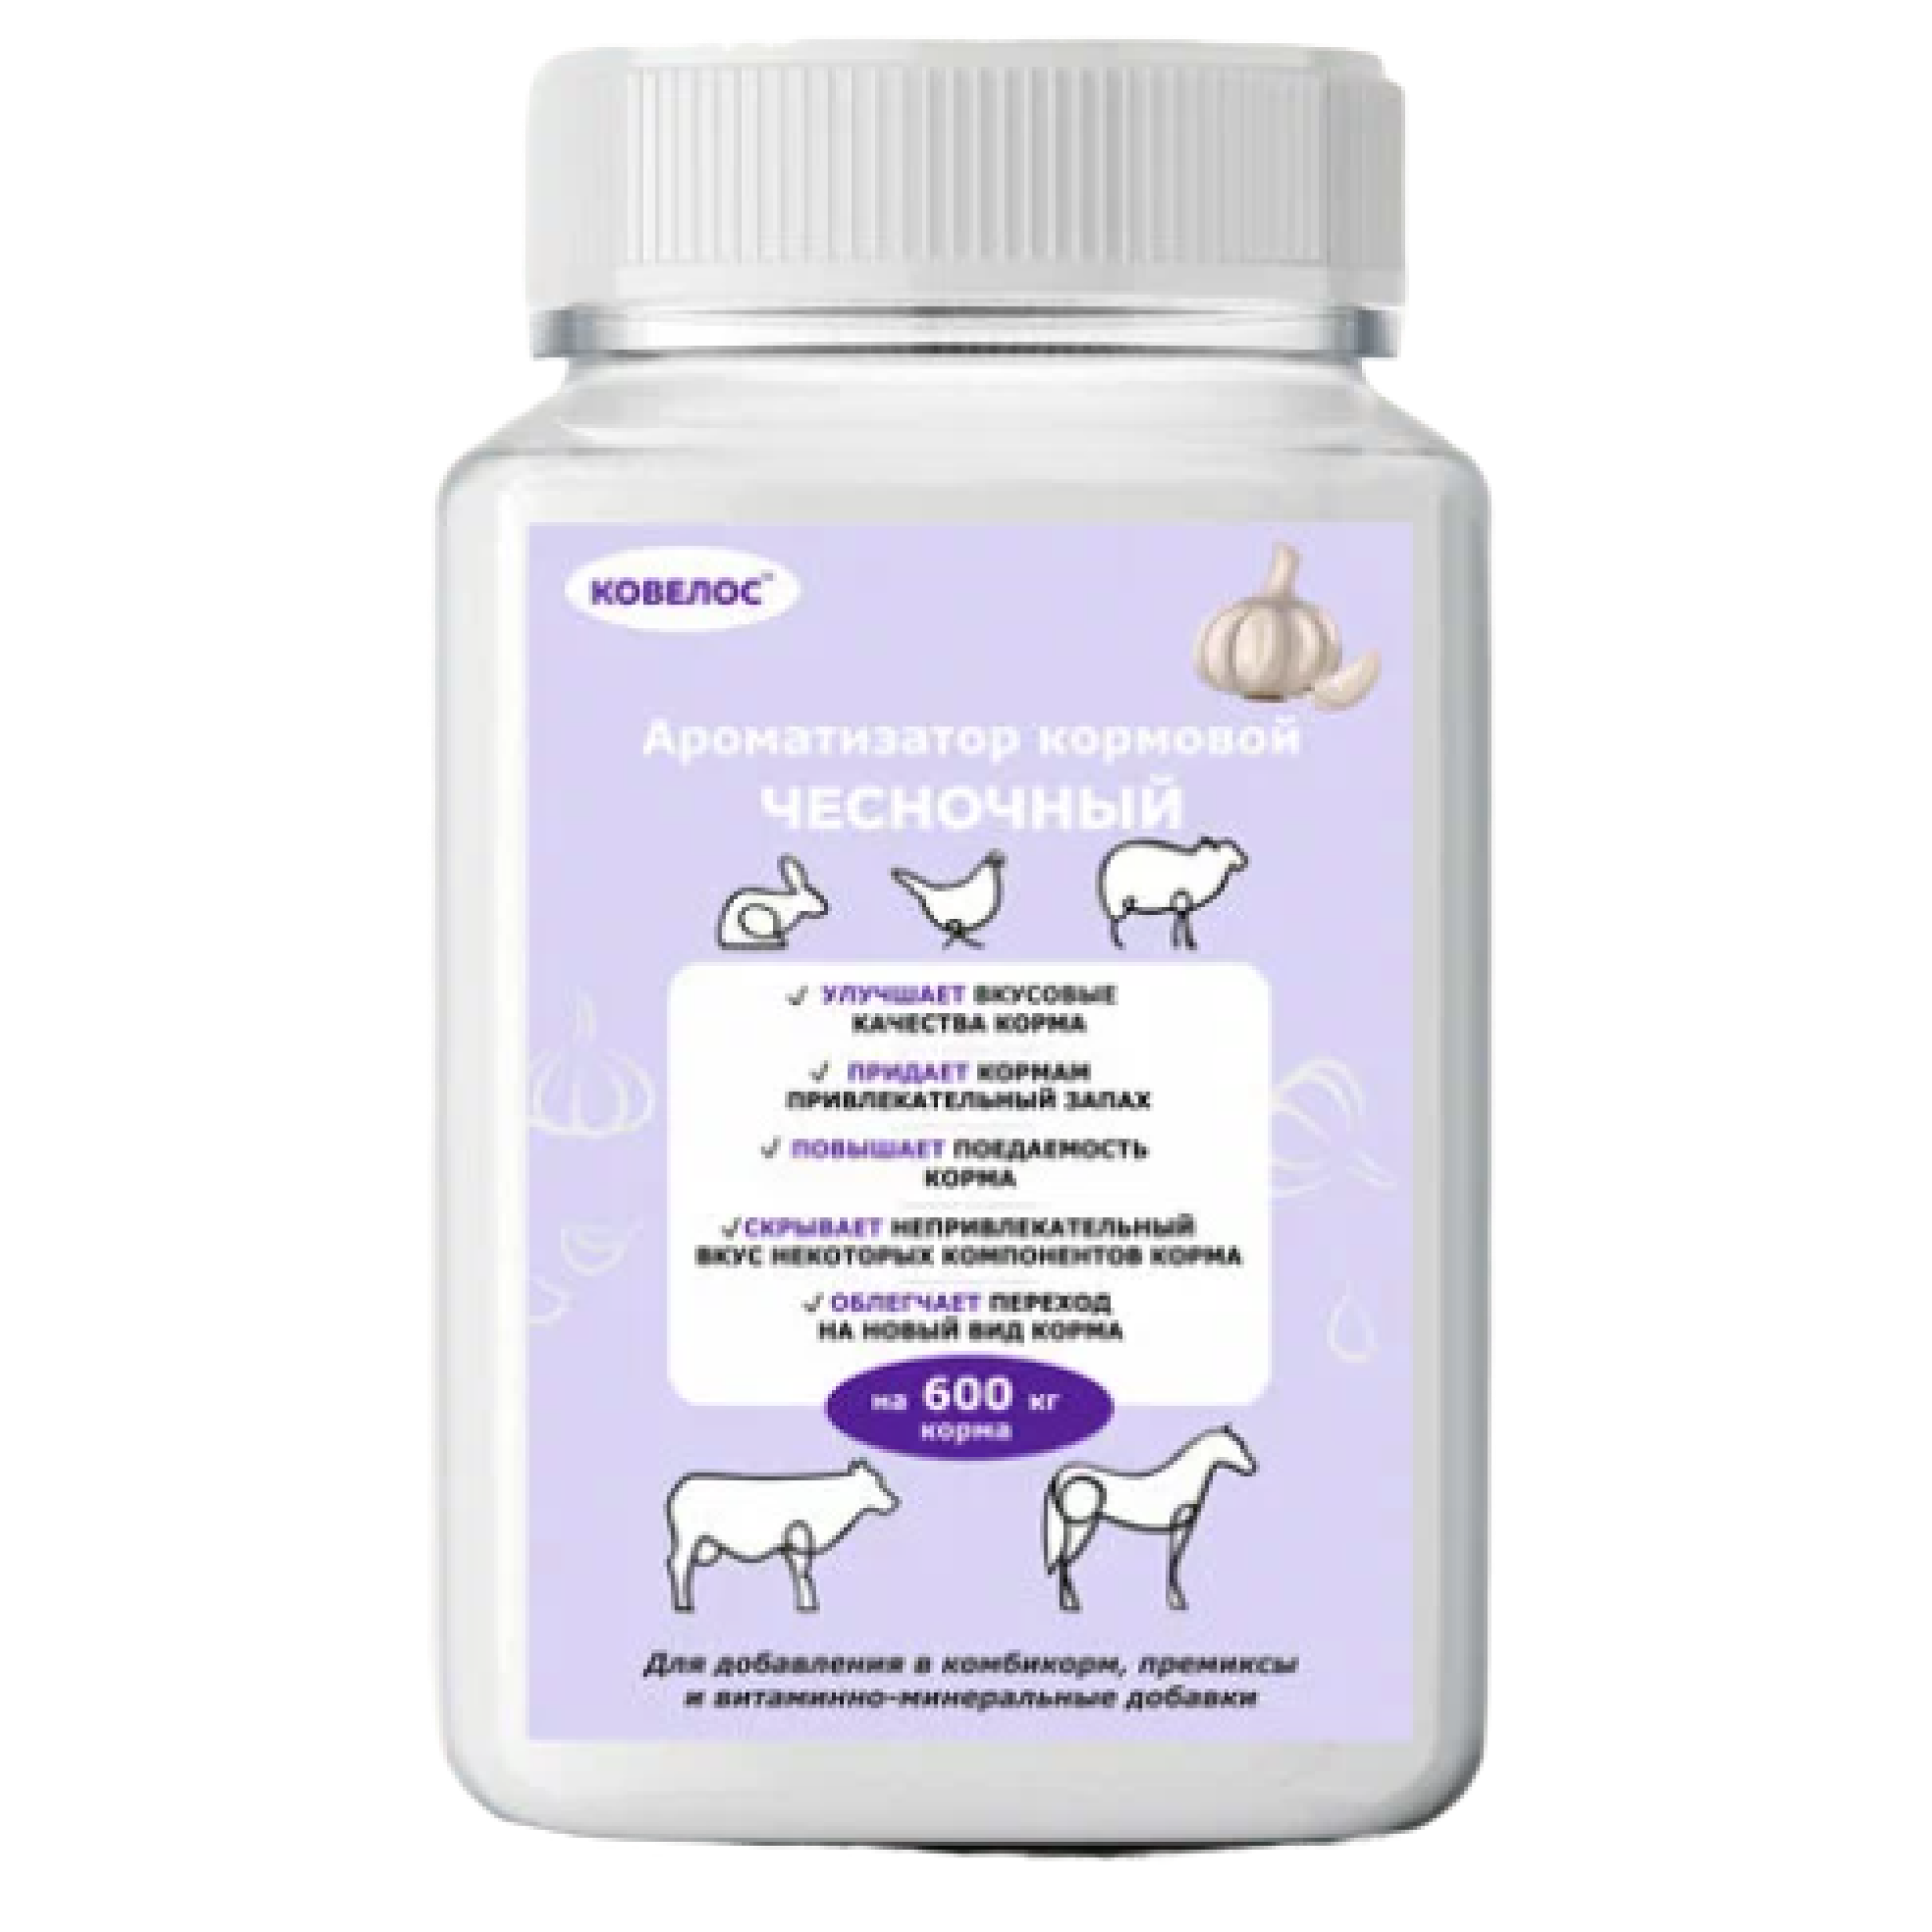 КОВЕЛОС™
Ароматизатор кормовой
ЧЕСНОЧНЫЙ
✓ УЛУЧШАЕТ ВКУСОВЫЕ
КАЧЕСТВА КОРМА
✓ ПРИДАЕТ КОРМАМ
ПРИВЛЕКАТЕЛЬНЫЙ ЗАПАХ
✓ ПОВЫШАЕТ ПОЕДАЕМОСТЬ
КОРМА
✓СКРЫВАЕТ НЕПРИВЛЕКАТЕЛЬНЫЙ
ВКУС НЕКОТОРЫХ КОМПОНЕНТОВ КОРМА
✓ОБЛЕГЧАЕТ ПЕРЕХОД
НА НОВЫЙ ВИД КОРМА
на 600 кг
корма
Для добавления в комбикорм, премиксы
и витаминно-минеральные добавки